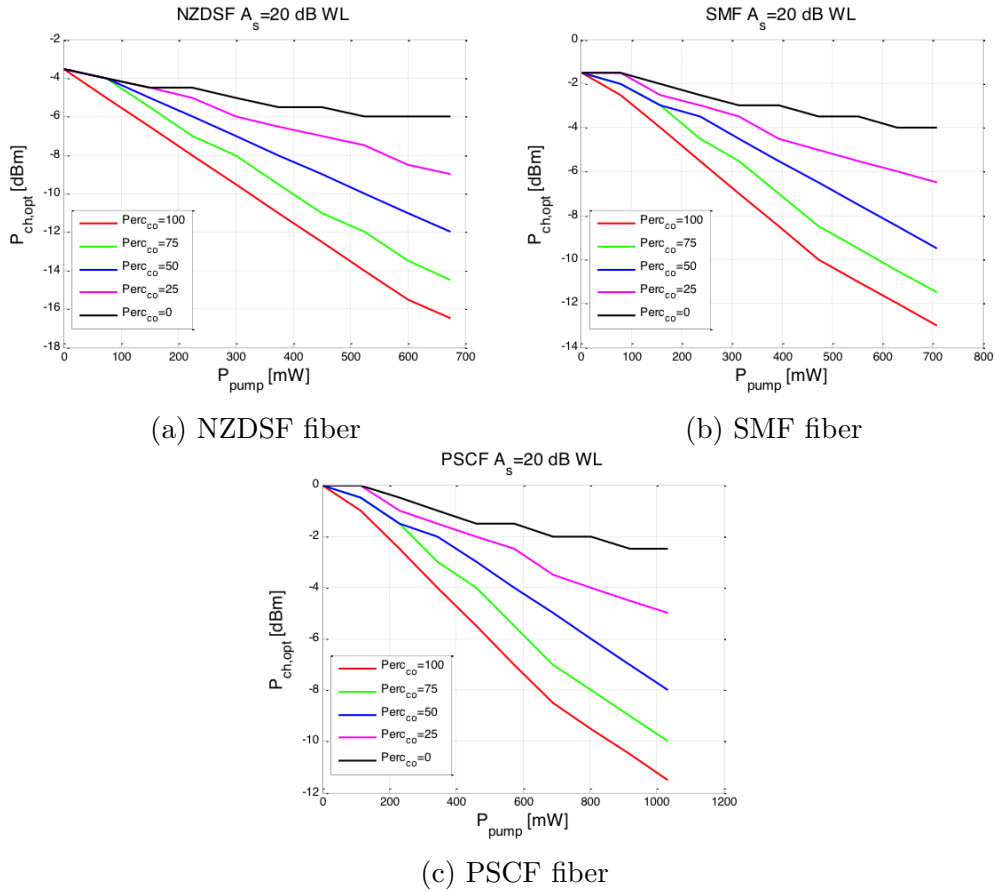 NZDSF A_s=20 dB WL
-2
-4
-6
-8
-10
-12
-14
-16
-18
P_ch,opt [dBm]
Perc_co=100
Perc_co=75
Perc_co=50
Perc_co=25
Perc_co=0
0 100 200 300 400 500 600 700
P_pump [mW]
(a) NZDSF fiber
SMF A_s=20 dB WL
0
-2
-4
-6
-8
-10
-12
-14
P_ch,opt [dBm]
Perc_co=100
Perc_co=75
Perc_co=50
Perc_co=25
Perc_co=0
0 100 200 300 400 500 600 700 800
P_pump [mW]
(b) SMF fiber
PSCF A_s=20 dB WL
0
-2
-4
-6
-8
-10
-12
P_ch,opt [dBm]
Perc_co=100
Perc_co=75
Perc_co=50
Perc_co=25
Perc_co=0
0 200 400 600 800 1000 1200
P_pump [mW]
(c) PSCF fiber